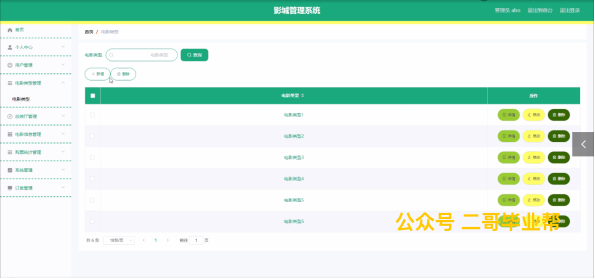 影城管理系统
管理员 abo 退出到前台 退出登录
首页
首页 / 电影类型
个人中心
用户管理
电影类型管理
电影类型
放映厅管理
电影信息管理
购票统计管理
系统管理
订单管理
电影类型 电影类型 查询
新增 删除
电影类型 操作
电影类型1 详情 修改 删除
电影类型2 详情 修改 删除
电影类型3 详情 修改 删除
电影类型4 详情 修改 删除
电影类型5 详情 修改 删除
电影类型6
公众号 二哥毕业帮
共 6 条 10条/页 1 前往 1 页